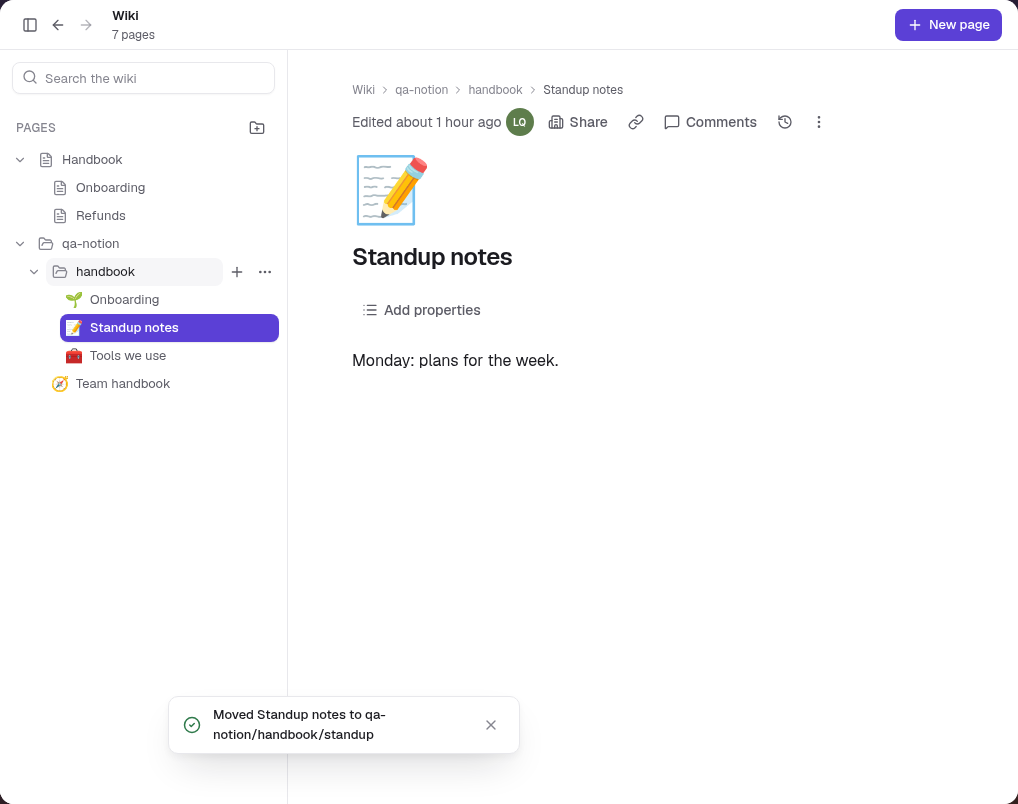 Wiki
7 pages
New page
Search the wiki
PAGES
Handbook
Onboarding
Refunds
qa-notion
handbook
Onboarding
Standup notes
Tools we use
Team handbook
Wiki > qa-notion > handbook > Standup notes
Edited about 1 hour ago LQ Share Comments
Standup notes
Add properties
Monday: plans for the week.
Moved Standup notes to qa-
notion/handbook/standup